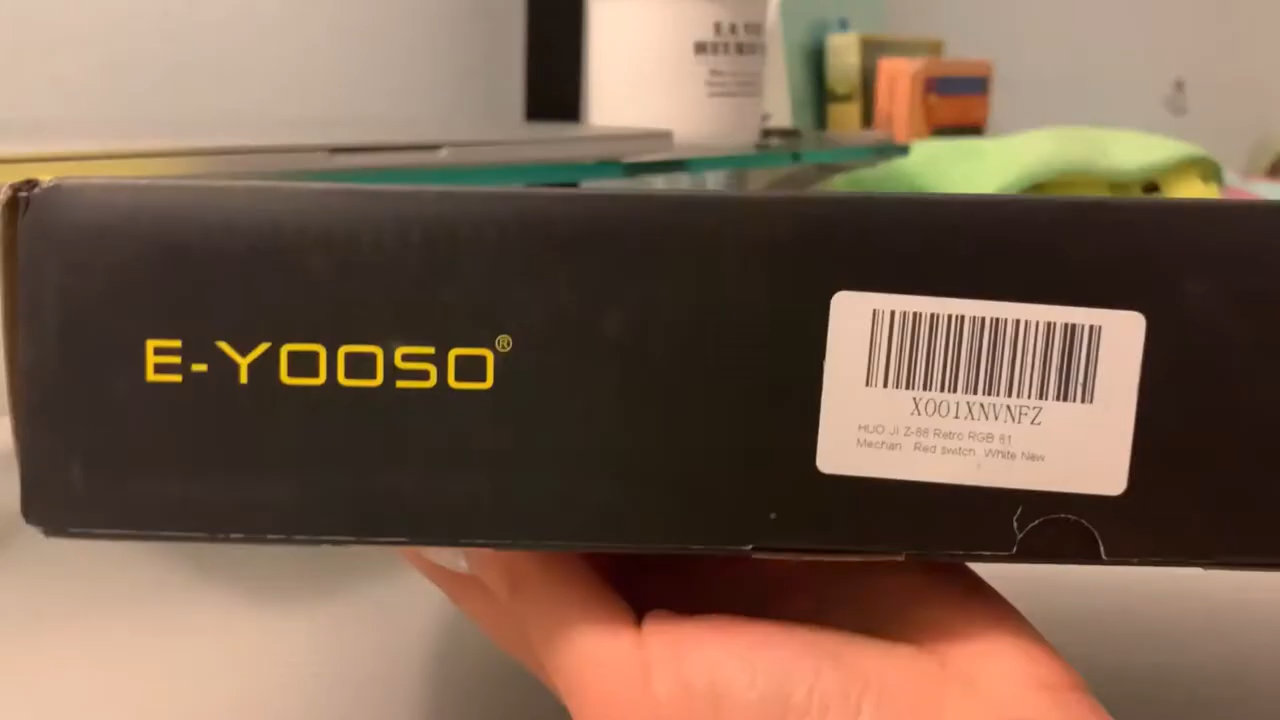 E-YOOSO®
X001XNVNFZ
HUO JI Z-88 Retro RGB 81
Mechan Red switch White New